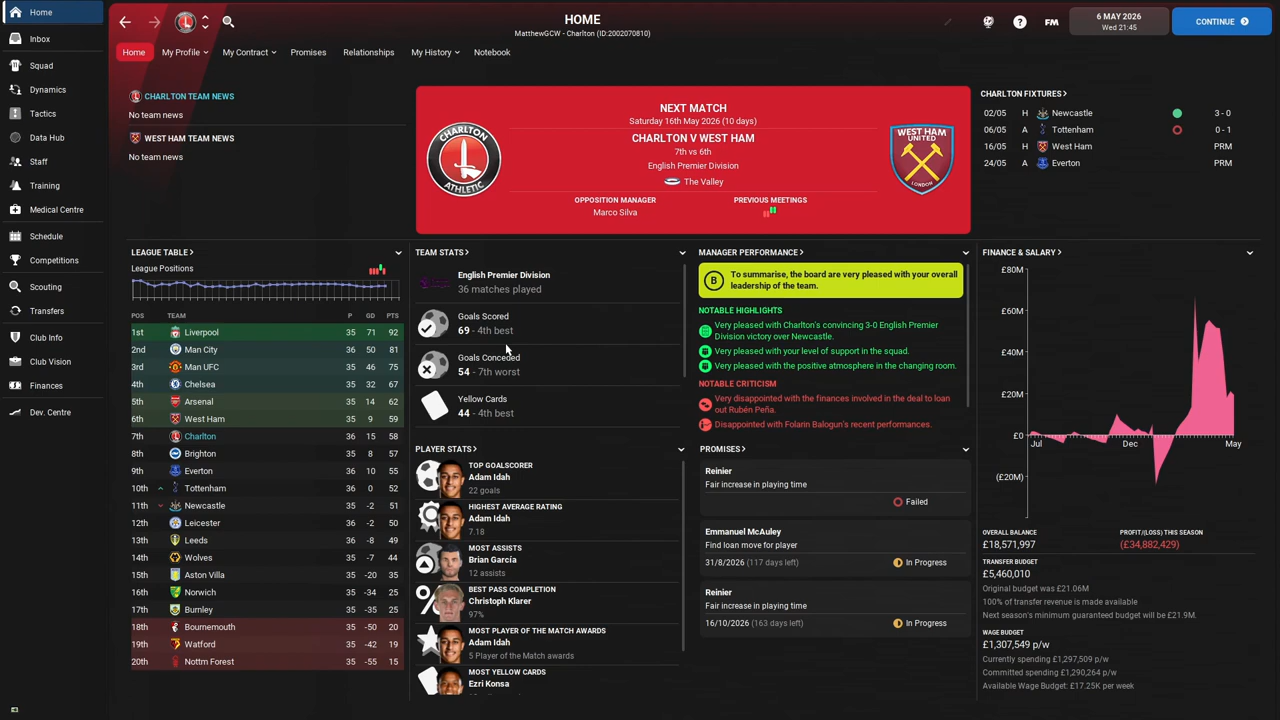 Home
Inbox
Squad
Dynamics
Tactics
Data Hub
Staff
Training
Medical Centre
Schedule
Competitions
Scouting
Transfers
Club Info
Club Vision
Finances
Dev. Centre
HOME
MatthewGCW - Charlton (ID:2002070810)
?
FM
6 MAY 2026
Wed 21:45
CONTINUE
Home
My Profile
My Contract
Promises
Relationships
My History
Notebook
CHARLTON TEAM NEWS
No team news
WEST HAM TEAM NEWS
No team news
CHARLTON
ATHLETIC
NEXT MATCH
Saturday 16th May 2026 (10 days)
CHARLTON V WEST HAM
7th vs 6th
English Premier Division
The Valley
OPPOSITION MANAGER
Marco Silva
PREVIOUS MEETINGS
WEST HAM
UNITED
LONDON
CHARLTON FIXTURES
02/05 H Newcastle 3 - 0
06/05 A Tottenham 0 - 1
16/05 H West Ham PRM
24/05 A Everton PRM
LEAGUE TABLE
League Positions
POS TEAM PL GD PTS
1st Liverpool 35 71 92
2nd Man City 36 50 81
3rd Man UFC 35 46 75
4th Chelsea 35 32 67
5th Arsenal 35 14 62
6th West Ham 35 9 59
7th Charlton 36 15 58
8th Brighton 35 8 57
9th Everton 36 10 55
10th Tottenham 36 0 52
11th Newcastle 35 -2 51
12th Leicester 36 -2 50
13th Leeds 36 -8 49
14th Wolves 35 -7 44
15th Aston Villa 35 -20 35
16th Norwich 35 -34 25
17th Burnley 35 -35 25
18th Bournemouth 35 -50 20
19th Watford 35 -42 19
20th Nottm Forest 35 -55 15
TEAM STATS
English Premier Division
36 matches played
Goals Scored
69 - 4th best
Goals Conceded
54 - 7th worst
Yellow Cards
44 - 4th best
PLAYER STATS
TOP GOALSCORER
Adam Idah
22 goals
HIGHEST AVERAGE RATING
Adam Idah
7.18
MOST ASSISTS
Brian García
12 assists
BEST PASS COMPLETION
Christoph Klarer
97%
MOST PLAYER OF THE MATCH AWARDS
Adam Idah
5 Player of the Match awards
MOST YELLOW CARDS
Ezri Konsa
MANAGER PERFORMANCE
B
To summarise, the board are very pleased with your overall
leadership of the team.
NOTABLE HIGHLIGHTS
Very pleased with Charlton's convincing 3-0 English Premier
Division victory over Newcastle.
Very pleased with your level of support in the squad.
Very pleased with the positive atmosphere in the changing room.
NOTABLE CRITICISM
Very disappointed with the finances involved in the deal to loan
out Rubén Peña.
Disappointed with Folarin Balogun's recent performances.
PROMISES
Reinier
Fair increase in playing time
Failed
Emmanuel McAuley
Find loan move for player
31/8/2026 (117 days left) In Progress
Reinier
Fair increase in playing time
16/10/2026 (163 days left) In Progress
FINANCE & SALARY
£80M
£60M
£40M
£20M
£0
(£20M)
Jul Dec May
OVERALL BALANCE
£18,571,997
PROFIT/(LOSS) THIS SEASON
(£34,882,429)
TRANSFER BUDGET
£5,460,010
Original budget was £21.06M
100% of transfer revenue is made available
Next season's minimum guaranteed budget will be £21.9M.
WAGE BUDGET
£1,307,549 p/w
Currently spending £1,297,509 p/w
Committed spending £1,290,264 p/w
Available Wage Budget: £17.25K per week